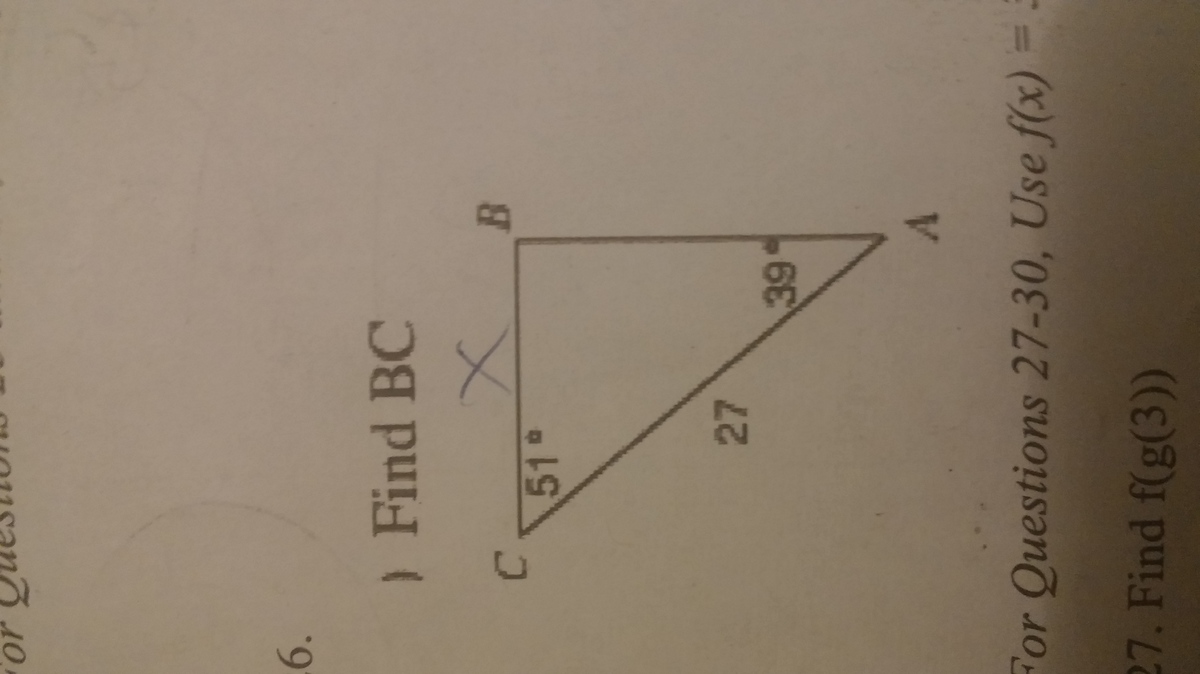 6.
Find BC
C
B
X
51°
39°
27
A
For Questions 27-30, Use f(x) =
27. Find f(g(3))